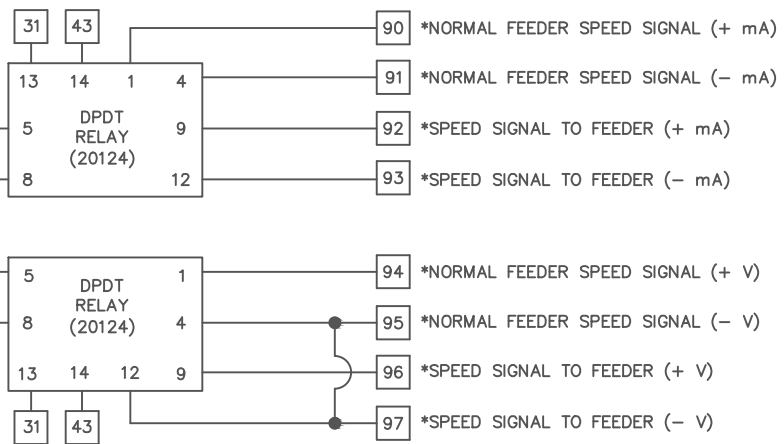 31 43 90 *NORMAL FEEDER SPEED SIGNAL (+ mA)
13 14 1 4 91 *NORMAL FEEDER SPEED SIGNAL (– mA)
DPDT
5 RELAY 9 92 *SPEED SIGNAL TO FEEDER (+ mA)
(20124)
8 12 93 *SPEED SIGNAL TO FEEDER (– mA)
5 1 94 *NORMAL FEEDER SPEED SIGNAL (+ V)
DPDT
RELAY
8 (20124) 4 95 *NORMAL FEEDER SPEED SIGNAL (– V)
13 14 12 9 96 *SPEED SIGNAL TO FEEDER (+ V)
31 43 97 *SPEED SIGNAL TO FEEDER (– V)